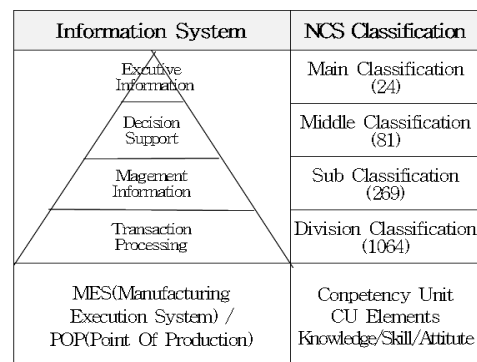 Information System
NCS Classification
Excutive
Information
Main Classification
(24)
Decision
Support
Middle Classification
(81)
Magement
Information
Sub Classification
(269)
Transaction
Processing
Division Classification
(1064)
MES(Manufacturing
Execution System) /
POP(Point Of Production)
Conpetency Unit
CU Elements
Knowledge/Skill/Attitute